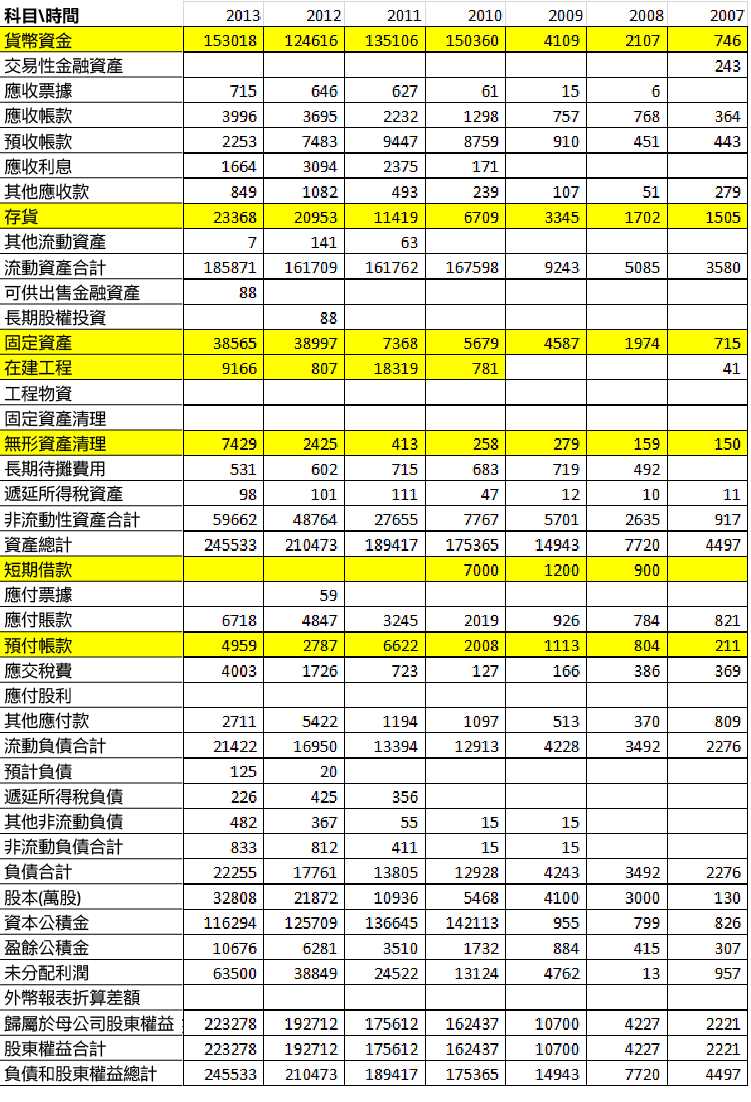 科目\時間 2013 2012 2011 2010 2009 2008 2007
貨幣資金 153018 124616 135106 150360 4109 2107 746
交易性金融資產 243
應收票據 715 646 627 61 15 6
應收帳款 3996 3695 2232 1298 757 768 364
預收帳款 2253 7483 9447 8759 910 451 443
應收利息 1664 3094 2375 171
其他應收款 849 1082 493 239 107 51 279
存貨 23368 20953 11419 6709 3345 1702 1505
其他流動資產 7 141 63
流動資產合計 185871 161709 161762 167598 9243 5085 3580
可供出售金融資產 88
長期股權投資 88
固定資產 38565 38997 7368 5679 4587 1974 715
在建工程 9166 807 18319 781 41
工程物資
固定資產清理
無形資產清理 7429 2425 413 258 279 159 150
長期待攤費用 531 602 715 683 719 492
遞延所得稅資產 98 101 111 47 12 10 11
非流動性資產合計 59662 48764 27655 7767 5701 2635 917
資產總計 245533 210473 189417 175365 14943 7720 4497
短期借款 7000 1200 900
應付票據 59
應付賬款 6718 4847 3245 2019 926 784 821
預付帳款 4959 2787 6622 2008 1113 804 211
應交稅費 4003 1726 723 127 166 386 369
應付股利
其他應付款 2711 5422 1194 1097 513 370 809
流動負債合計 21422 16950 13394 12913 4228 3492 2276
預計負債 125 20
遞延所得稅負債 226 425 356
其他非流動負債 482 367 55 15 15
非流動負債合計 833 812 411 15 15
負債合計 22255 17761 13805 12928 4243 3492 2276
股本(萬股) 32808 21872 10936 5468 4100 3000 130
資本公積金 116294 125709 136645 142113 955 799 826
盈餘公積金 10676 6281 3510 1732 884 415 307
未分配利潤 63500 38849 24522 13124 4762 13 957
外幣報表折算差額
歸屬於母公司股東權益 223278 192712 175612 162437 10700 4227 2221
股東權益合計 223278 192712 175612 162437 10700 4227 2221
負債和股東權益總計 245533 210473 189417 175365 14943 7720 4497